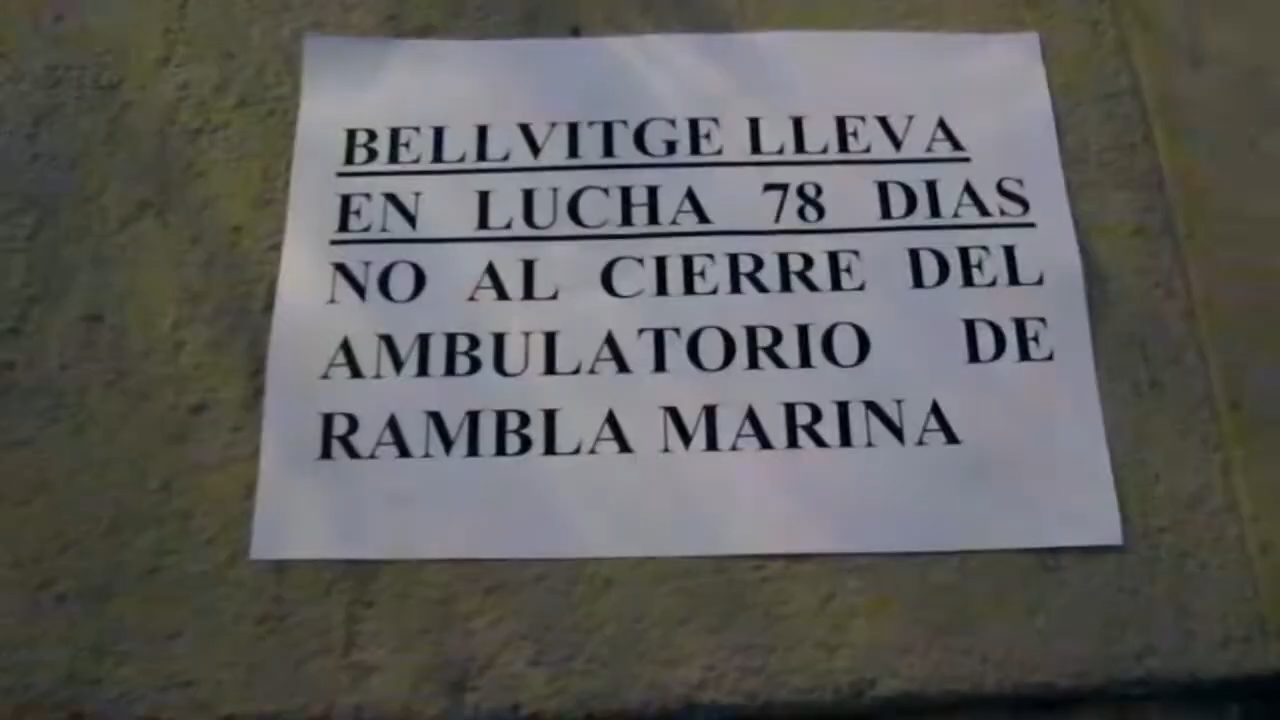 BELLVITGE LLEVA
EN LUCHA 78 DIAS
NO AL CIERRE DEL
AMBULATORIO DE
RAMBLA MARINA